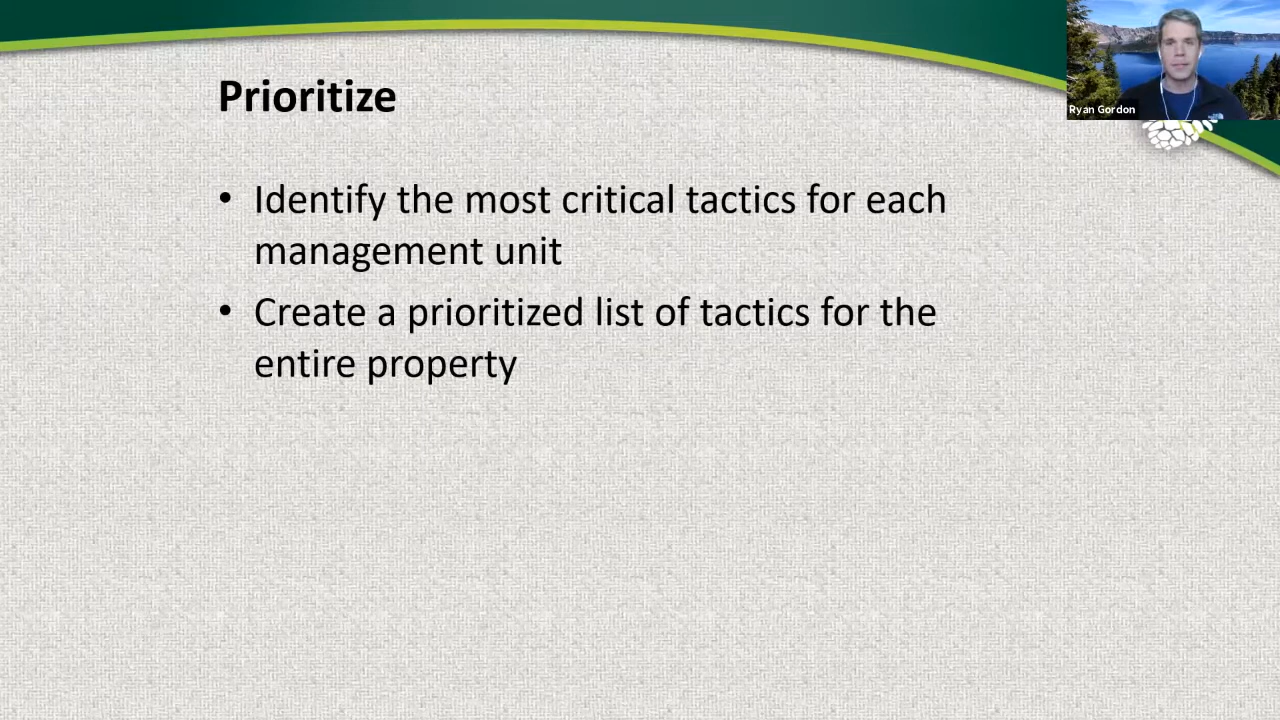 Prioritize
Ryan Gordon
• Identify the most critical tactics for each
management unit
• Create a prioritized list of tactics for the
entire property